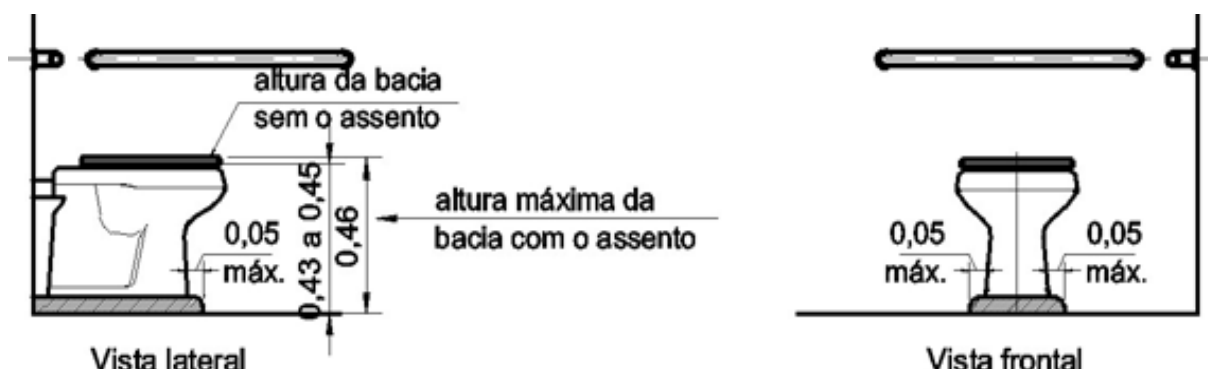 altura da bacia
sem o assento
0,43 a 0,45
0,46
altura máxima da
bacia com o assento
0,05
máx.
Vista lateral
0,05
máx.
0,05
máx.
Vista frontal